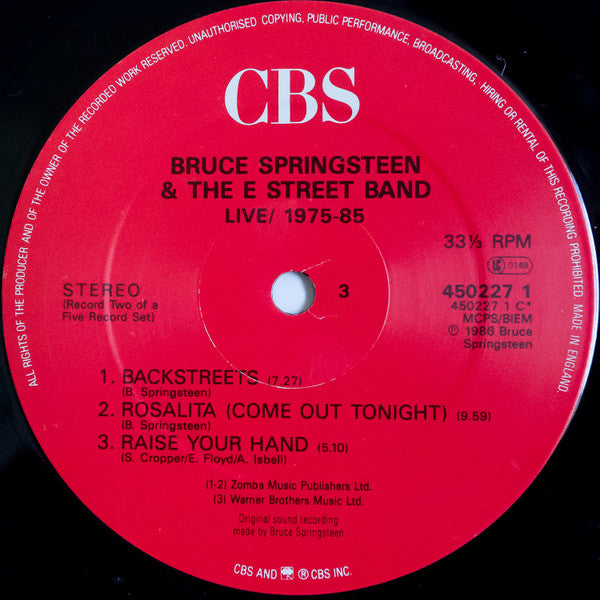 ALL RIGHTS OF THE PRODUCER AND OF THE OWNER OF THE RECORDED WORK RESERVED. UNAUTHORISED COPYING, PUBLIC PERFORMANCE, BROADCASTING, HIRING OR RENTAL OF THIS RECORDING PROHIBITED. MADE IN ENGLAND.
CBS
BRUCE SPRINGSTEEN
& THE E STREET BAND
LIVE/ 1975-85
33⅓ RPM
0149
STEREO
(Record Two of a
Five Record Set)
3
450227 1
450227 1 C*
MCPS/BIEM
℗ 1986 Bruce
Springsteen
1. BACKSTREETS (7.27)
(B. Springsteen)
2. ROSALITA (COME OUT TONIGHT) (9.59)
(B. Springsteen)
3. RAISE YOUR HAND (5.10)
(S. Cropper/E. Floyd/A. Isbell)
(1-2) Zomba Music Publishers Ltd.
(3) Warner Brothers Music Ltd.
Original sound recording
made by Bruce Springsteen
CBS AND ® CBS INC.